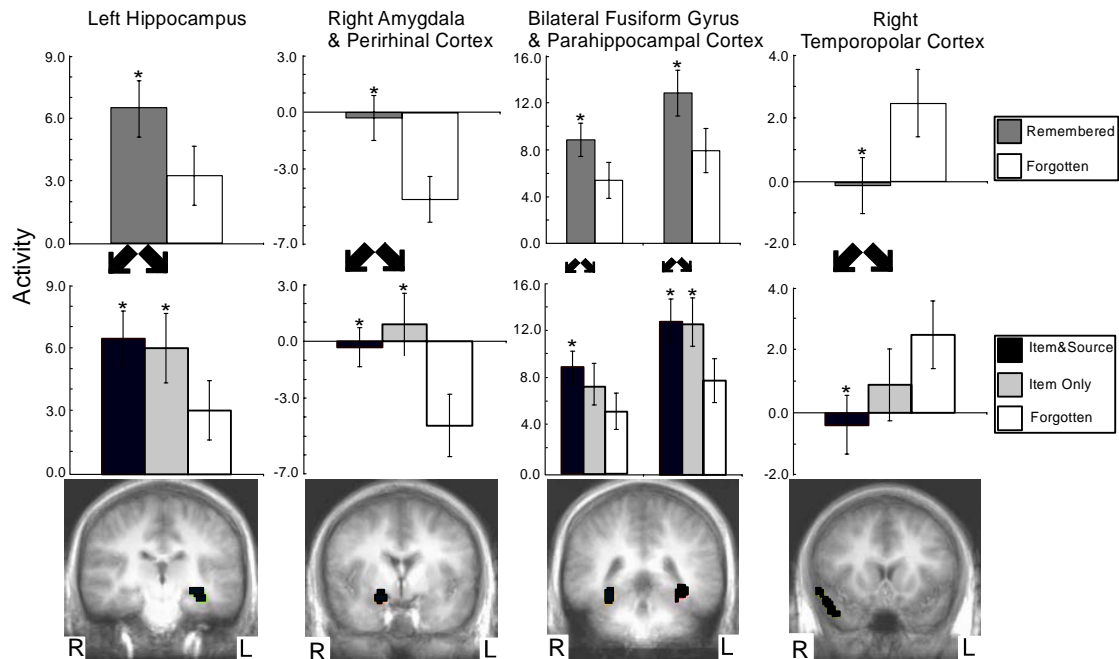 Left Hippocampus
Right Amygdala
& Perirhinal Cortex
Bilateral Fusiform Gyrus
& Parahippocampal Cortex
Right
Temporopolar Cortex
Activity
9.0
6.0
3.0
0.0
*
3.0
0.0
-3.0
-7.0
*
16.0
12.0
8.0
4.0
0.0
*
*
4.0
2.0
0.0
-2.0
*
Remembered
Forgotten
9.0
6.0
3.0
0.0
* *
3.0
0.0
-3.0
-7.0
* *
16.0
12.0
8.0
4.0
0.0
*
* *
4.0
2.0
0.0
-2.0
*
Item&Source
Item Only
Forgotten
R L
R L
R L
R L